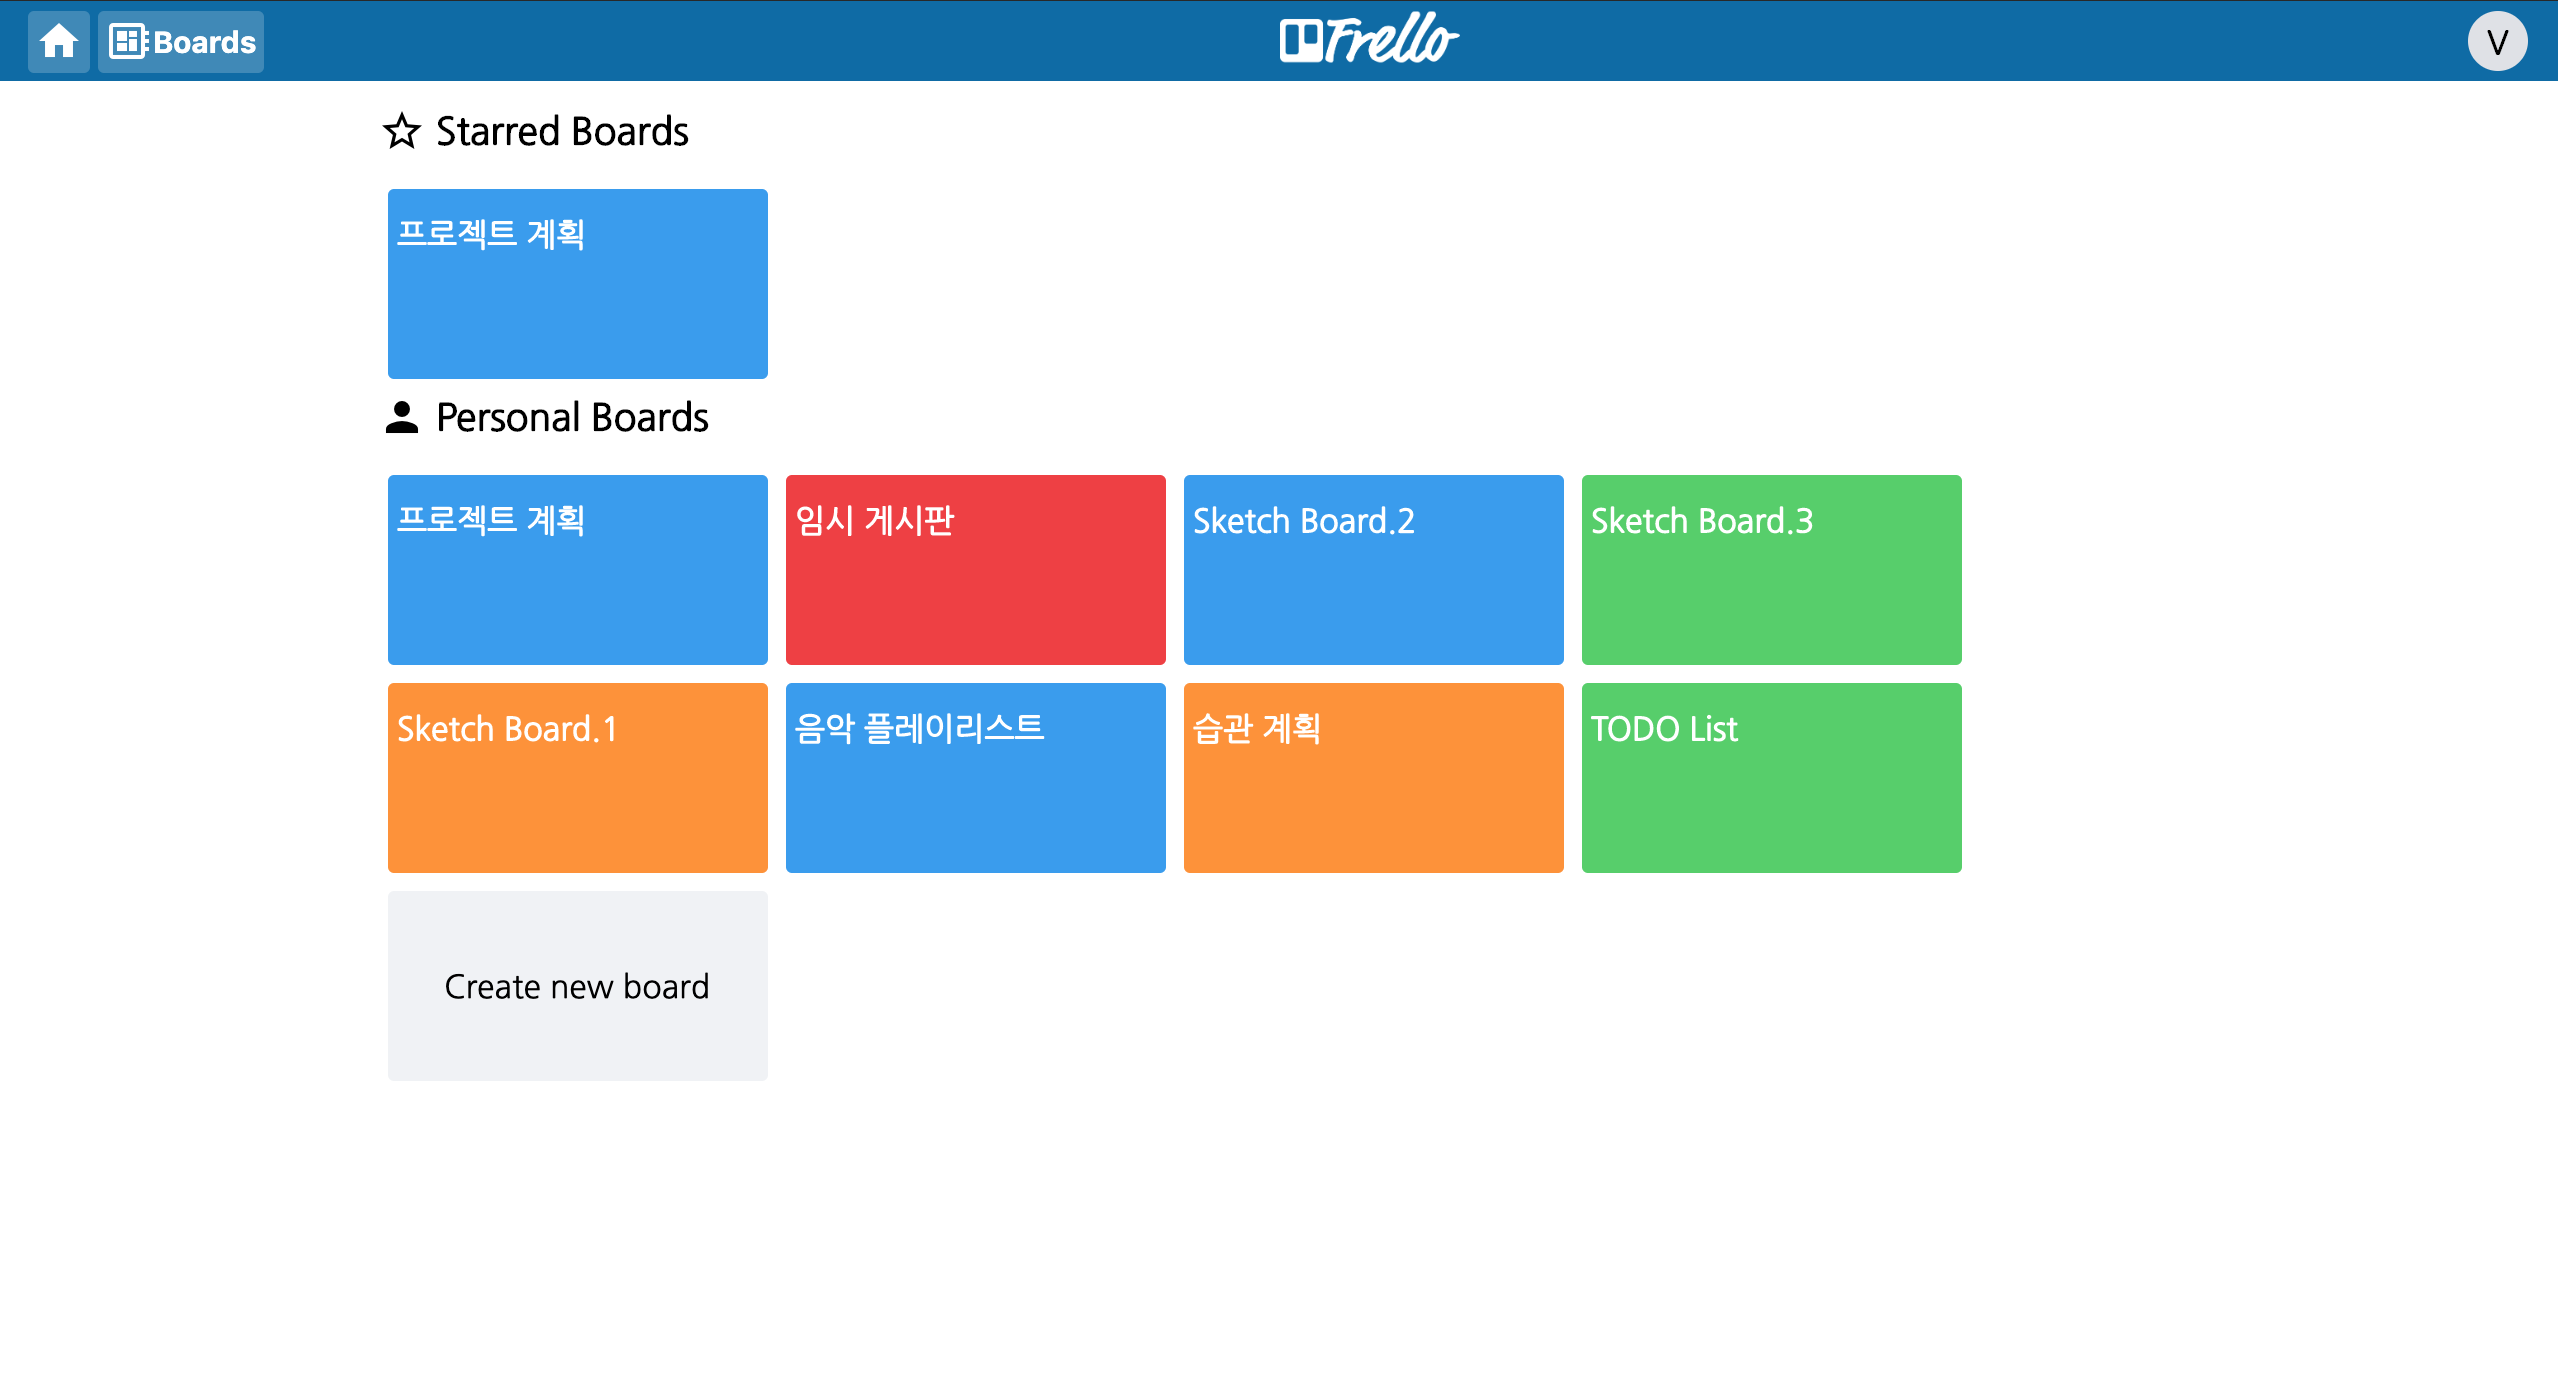 Boards
Frello
V
Starred Boards
프로젝트 계획
Personal Boards
프로젝트 계획
임시 게시판
Sketch Board.2
Sketch Board.3
Sketch Board.1
음악 플레이리스트
습관 계획
TODO List
Create new board